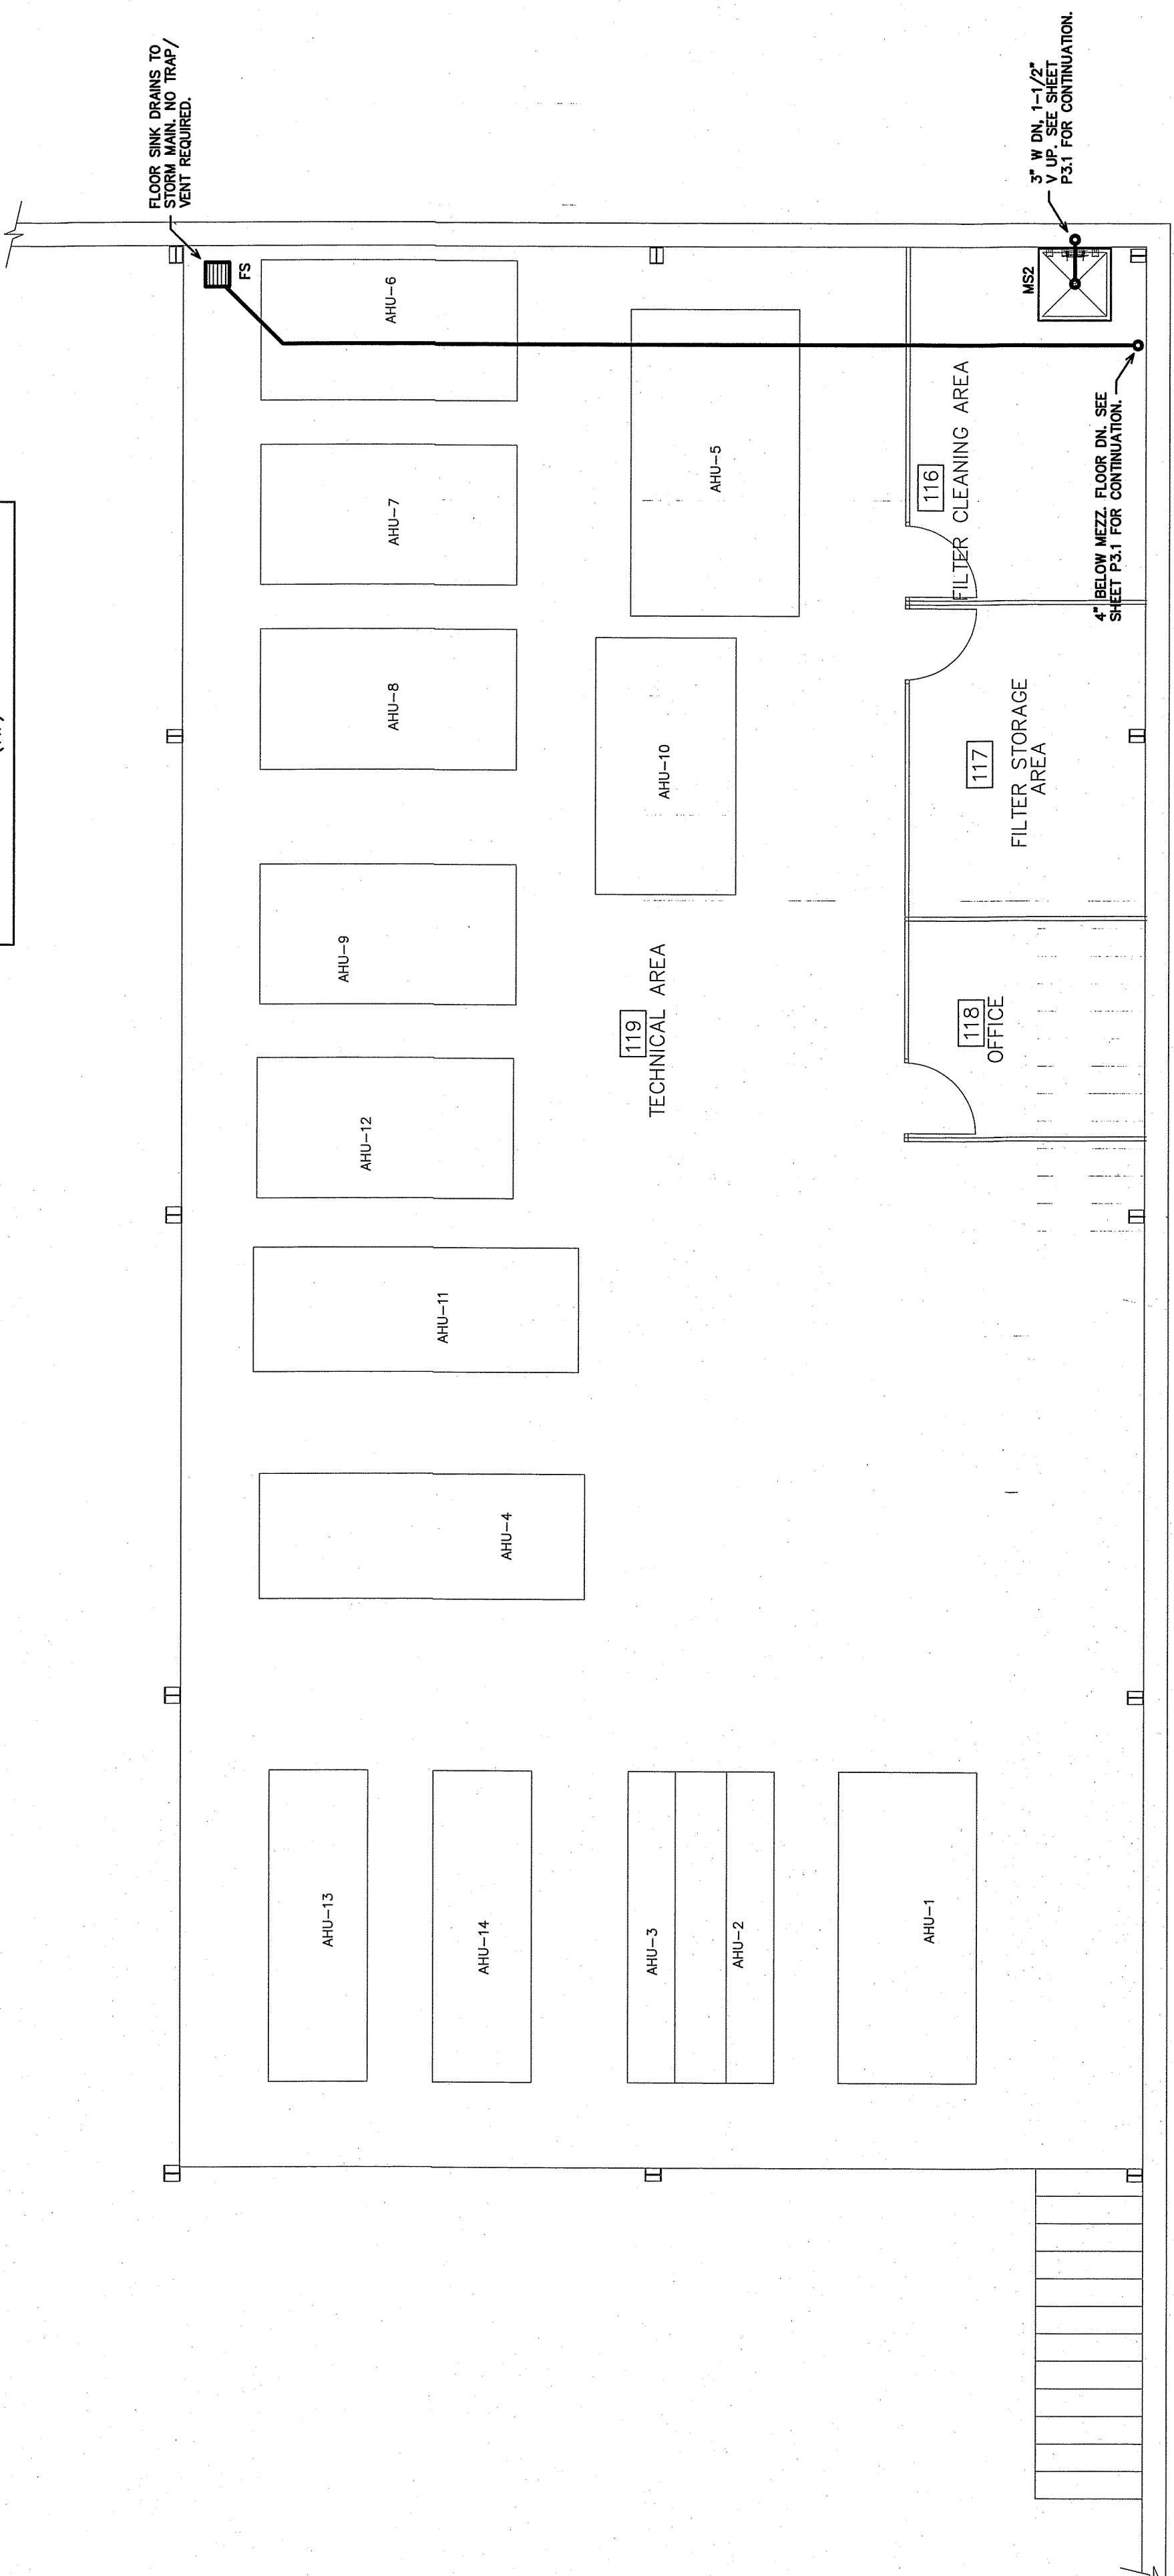 FLOOR SINK DRAINS TO
STORM MAIN. NO TRAP/
VENT REQUIRED.
FS
AHU-13
AHU-4
AHU-11
AHU-12
AHU-9
AHU-8
AHU-7
AHU-6
AHU-14
AHU-3
AHU-2
AHU-1
119
TECHNICAL AREA
AHU-10
AHU-5
118
OFFICE
117
FILTER STORAGE
AREA
116
FILTER CLEANING AREA
MS2
3" W DN, 1-1/2"
V UP. SEE SHEET
P3.1 FOR CONTINUATION.
4" BELOW MEZZ. FLOOR DN. SEE
SHEET P3.1 FOR CONTINUATION.